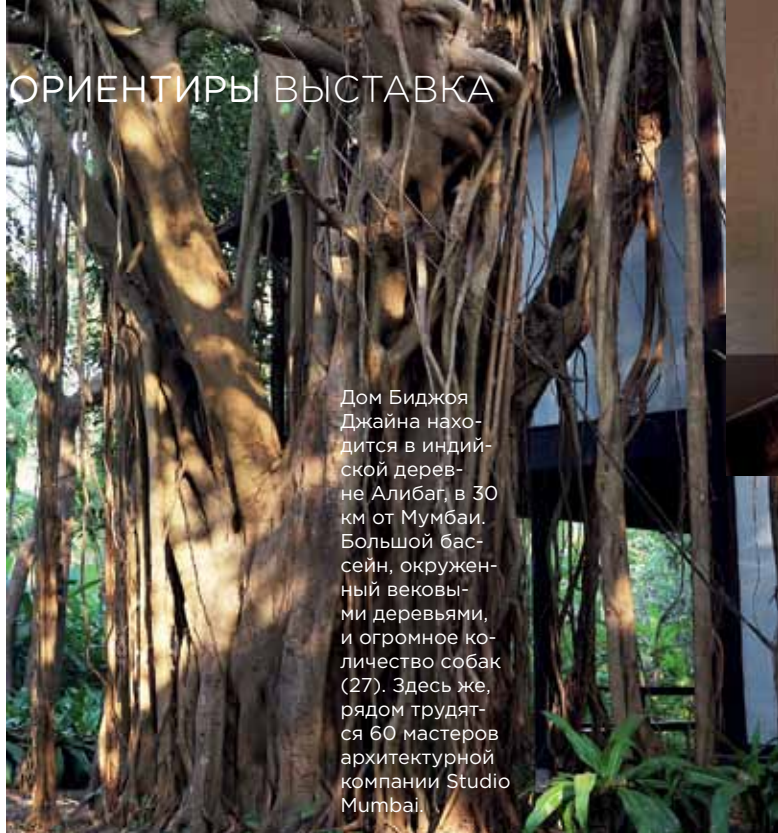 ОРИЕНТИРЫ ВЫСТАВКА
Дом Биджоя
Джайна нахо-
дится в индий-
ской дерев-
не Алибаг, в 30
км от Мумбаи.
Большой бас-
сейн, окружен-
ный вековы-
ми деревьями,
и огромное ко-
личество собак
(27). Здесь же,
рядом трудят-
ся 60 мастеров
архитектурной
компании Studio
Mumbai.